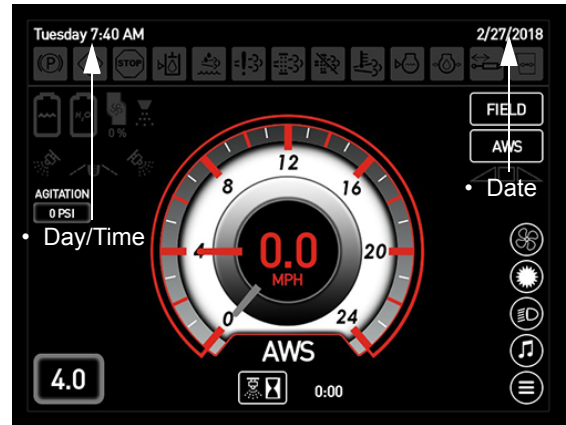 Tuesday 7:40 AM
2/27/2018
(P)
STOP
H₂O
0 %
FIELD
AWS
• Date
AGITATION
0 PSI
• Day/Time
0
4
8
12
16
20
24
0.0
MPH
AWS
4.0
0:00